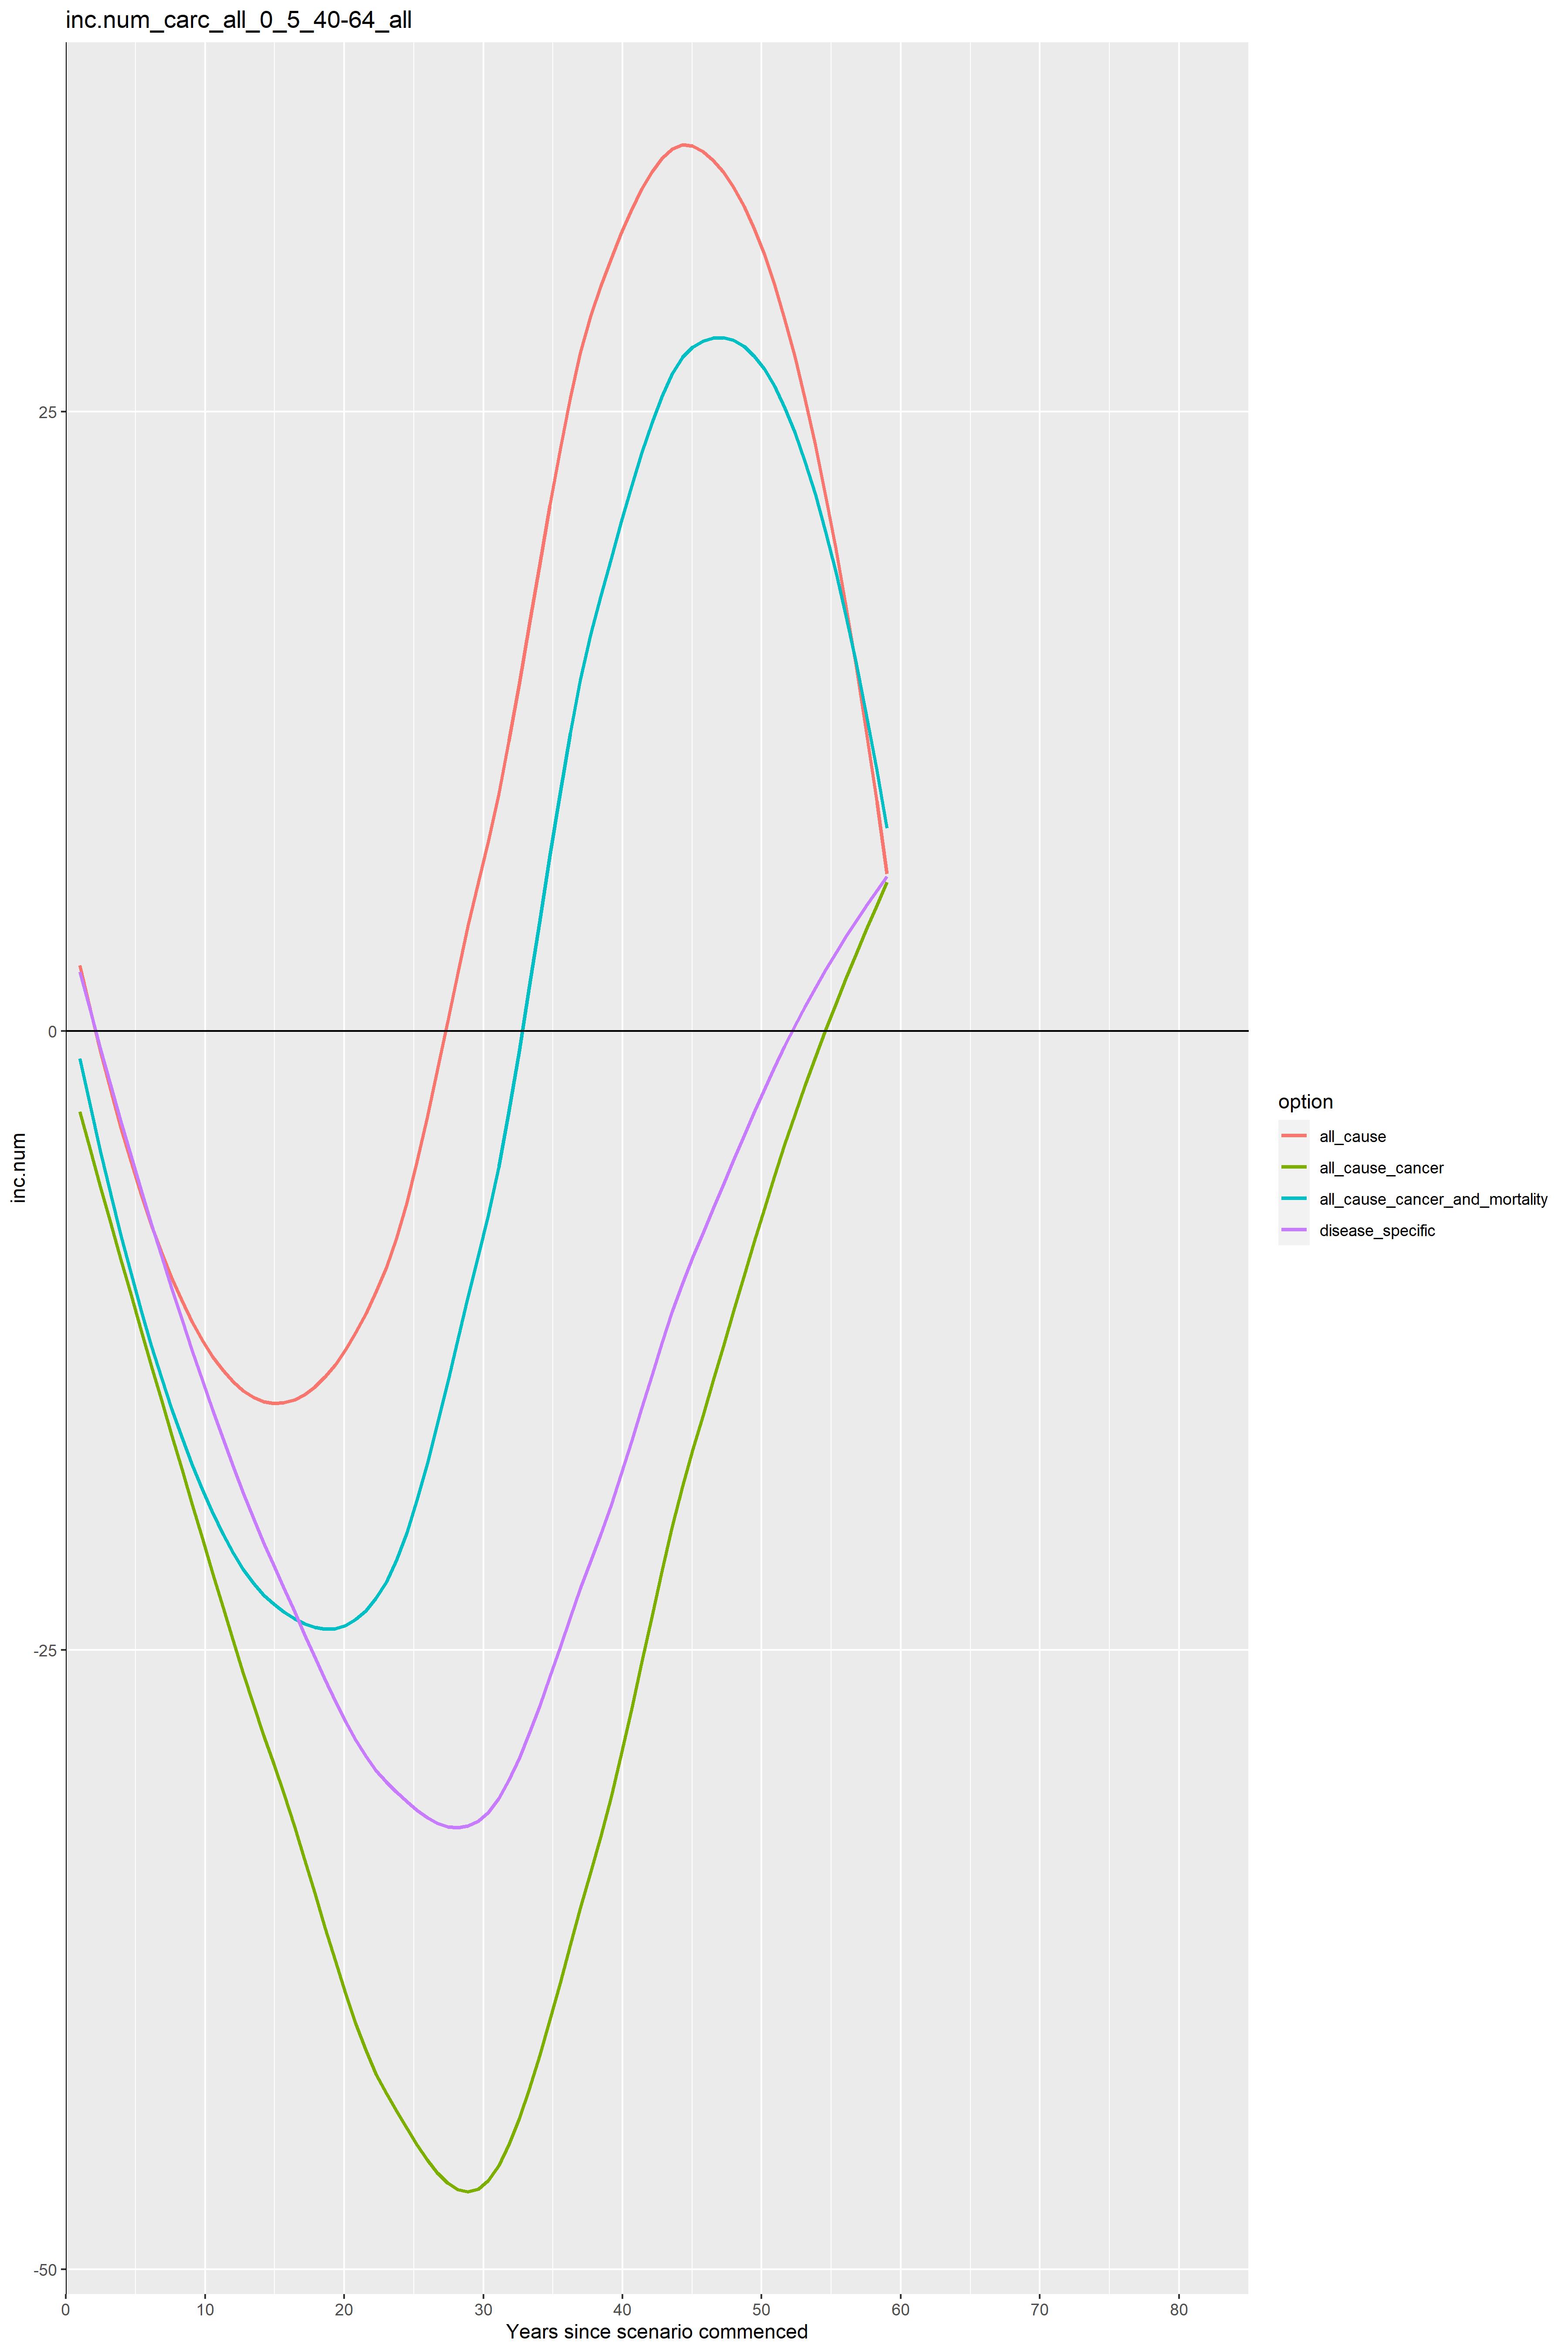 inc.num_carc_all_0_5_40-64_all
25
0
-25
-50
inc.num
0 10 20 30 40 50 60 70 80
Years since scenario commenced
option
all_cause
all_cause_cancer
all_cause_cancer_and_mortality
disease_specific